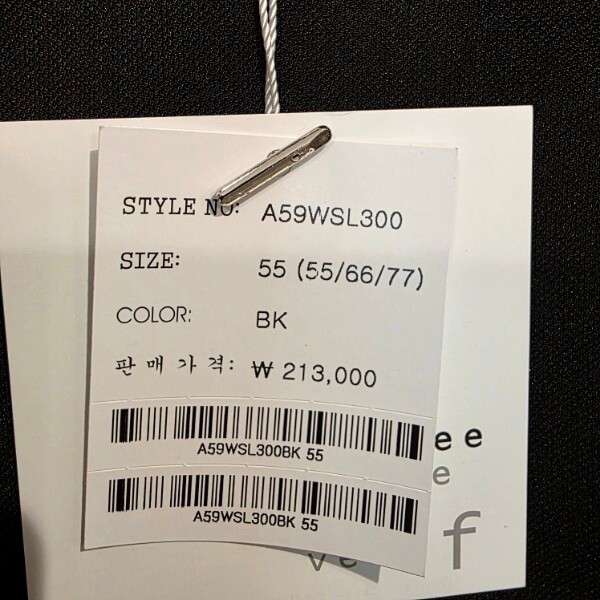 STYLE NO: A59WSL300
SIZE: 55 (55/66/77)
COLOR: BK
판매가격: ₩ 213,000
A59WSL300BK 55
A59WSL300BK 55